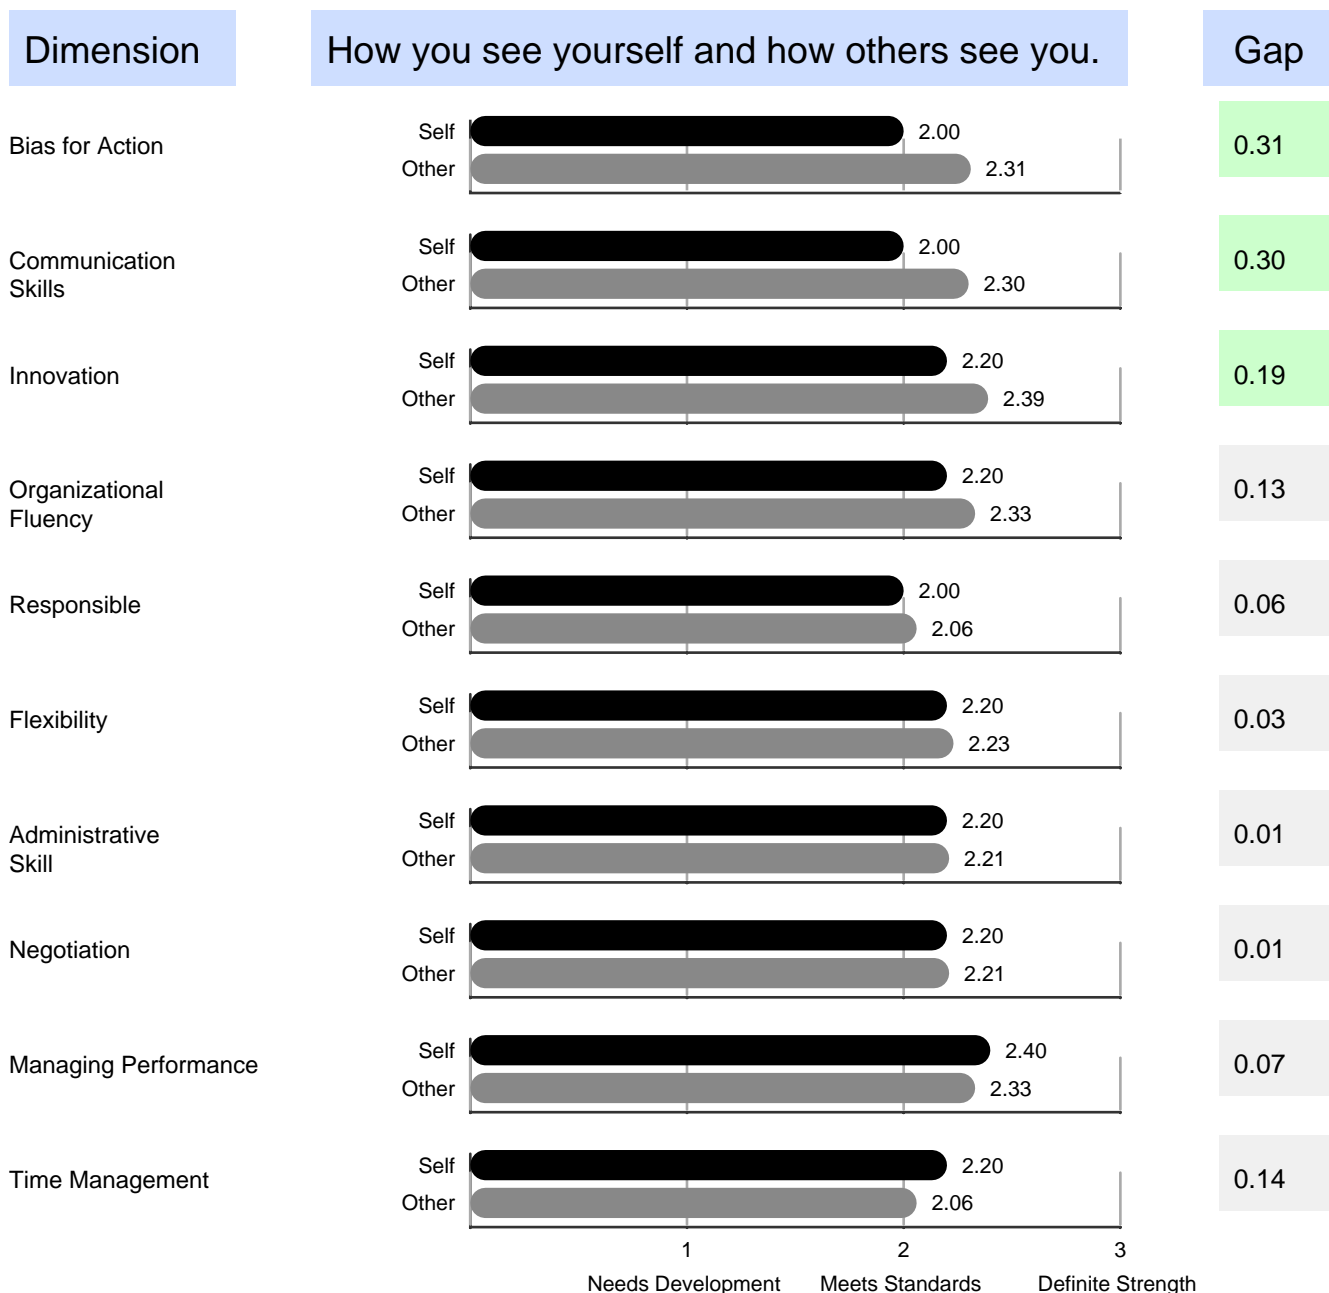 Dimension How you see yourself and how others see you. Gap
Bias for Action
Self 2.00
Other 2.31
0.31
Communication
Skills
Self 2.00
Other 2.30
0.30
Innovation
Self 2.20
Other 2.39
0.19
Organizational
Fluency
Self 2.20
Other 2.33
0.13
Responsible
Self 2.00
Other 2.06
0.06
Flexibility
Self 2.20
Other 2.23
0.03
Administrative
Skill
Self 2.20
Other 2.21
0.01
Negotiation
Self 2.20
Other 2.21
0.01
Managing Performance
Self 2.40
Other 2.33
0.07
Time Management
Self 2.20
Other 2.06
0.14
1 2 3
Needs Development Meets Standards Definite Strength